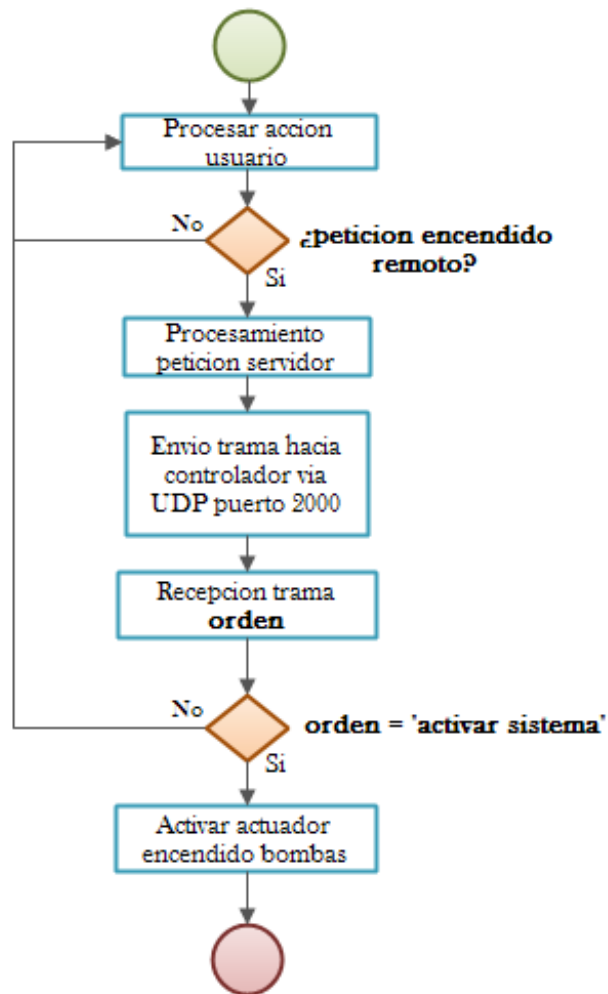 Procesar accion
usuario
No
¿peticion encendido
remoto?
Si
Procesamiento
peticion servidor
Envio trama hacia
controlador via
UDP puerto 2000
Recepcion trama
orden
No
orden = 'activar sistema'
Si
Activar actuador
encendido bombas